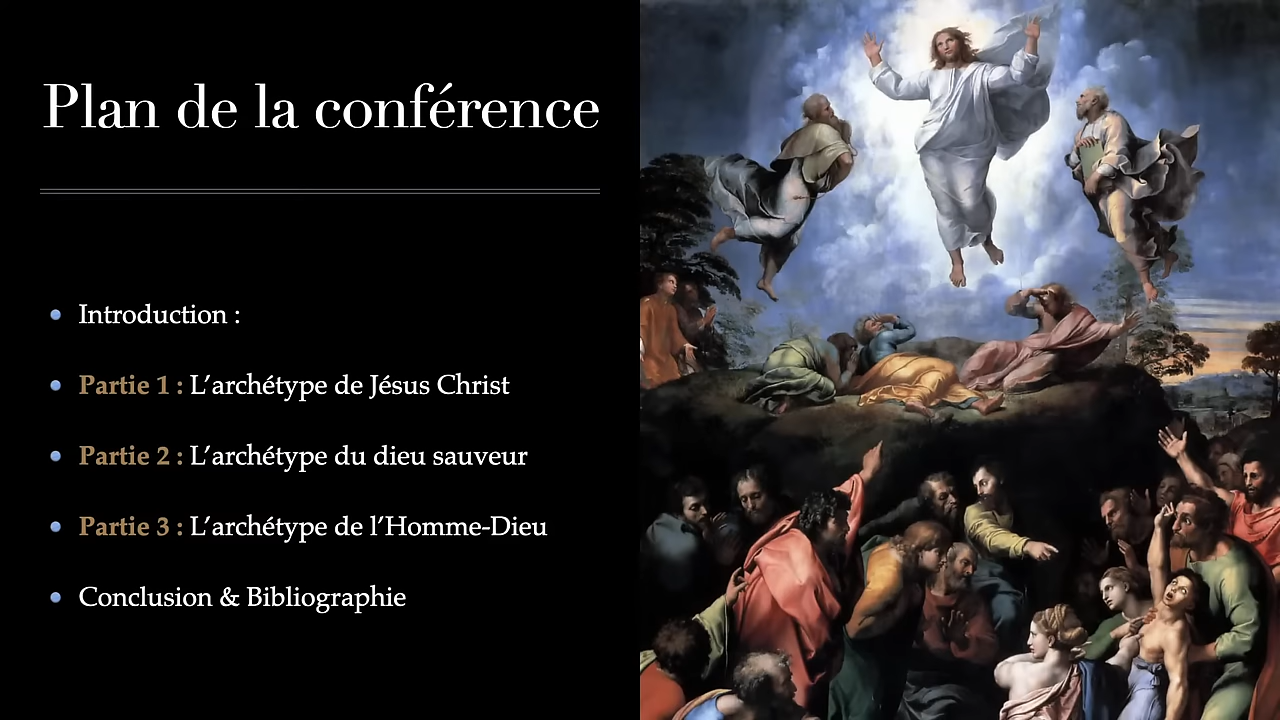 Plan de la conférence
Introduction :
Partie 1 : L’archétype de Jésus Christ
Partie 2 : L’archétype du dieu sauveur
Partie 3 : L’archétype de l’Homme-Dieu
Conclusion & Bibliographie